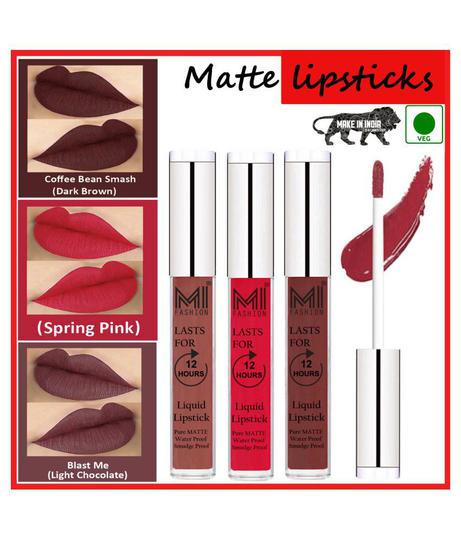 Matte lipsticks
MAKE IN INDIA
VEG
Coffee Bean Smash
(Dark Brown)
(Spring Pink)
Blast Me
(Light Chocolate)
MI
FASHION
LASTS
FOR
12
HOURS
Liquid
Lipstick
Pure MATTE
Water Proof
Smudge Proof
MI
FASHION
LASTS
FOR
12
HOURS
Liquid
Lipstick
Pure MATTE
Water Proof
Smudge Proof
MI
FASHION
LASTS
FOR
12
HOURS
Liquid
Lipstick
Pure MATTE
Water Proof
Smudge Proof